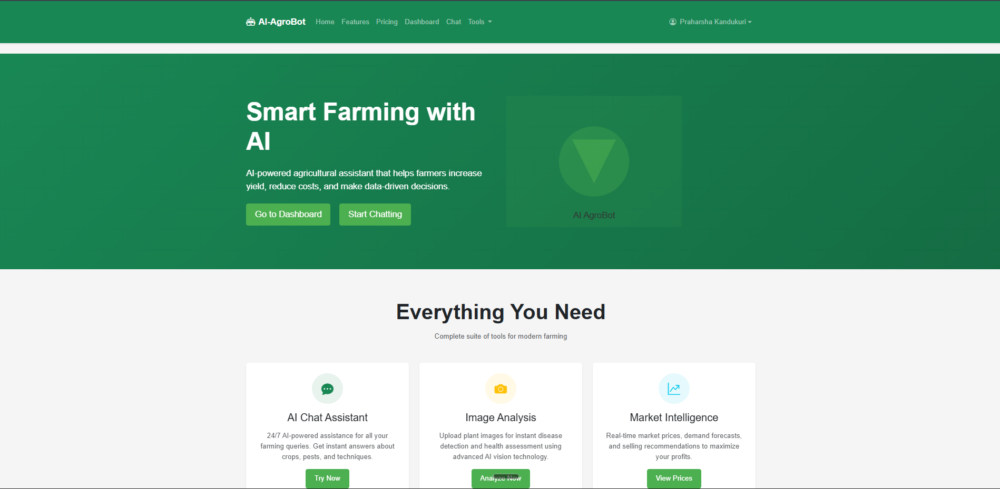 AI-AgroBot Home Features Pricing Dashboard Chat Tools Praharsha Kandukuri
Smart Farming with
AI
AI-powered agricultural assistant that helps farmers increase
yield, reduce costs, and make data-driven decisions.
Go to Dashboard Start Chatting
AI AgroBot
Everything You Need
Complete suite of tools for modern farming
AI Chat Assistant
24/7 AI-powered assistance for all your
farming queries. Get instant answers about
crops, pests, and techniques.
Try Now
Image Analysis
Upload plant images for instant disease
detection and health assessment using
advanced AI vision technology.
Analyze Now
Market Intelligence
Real-time market prices, demand forecasts,
and selling recommendations to maximize
your profits.
View Prices